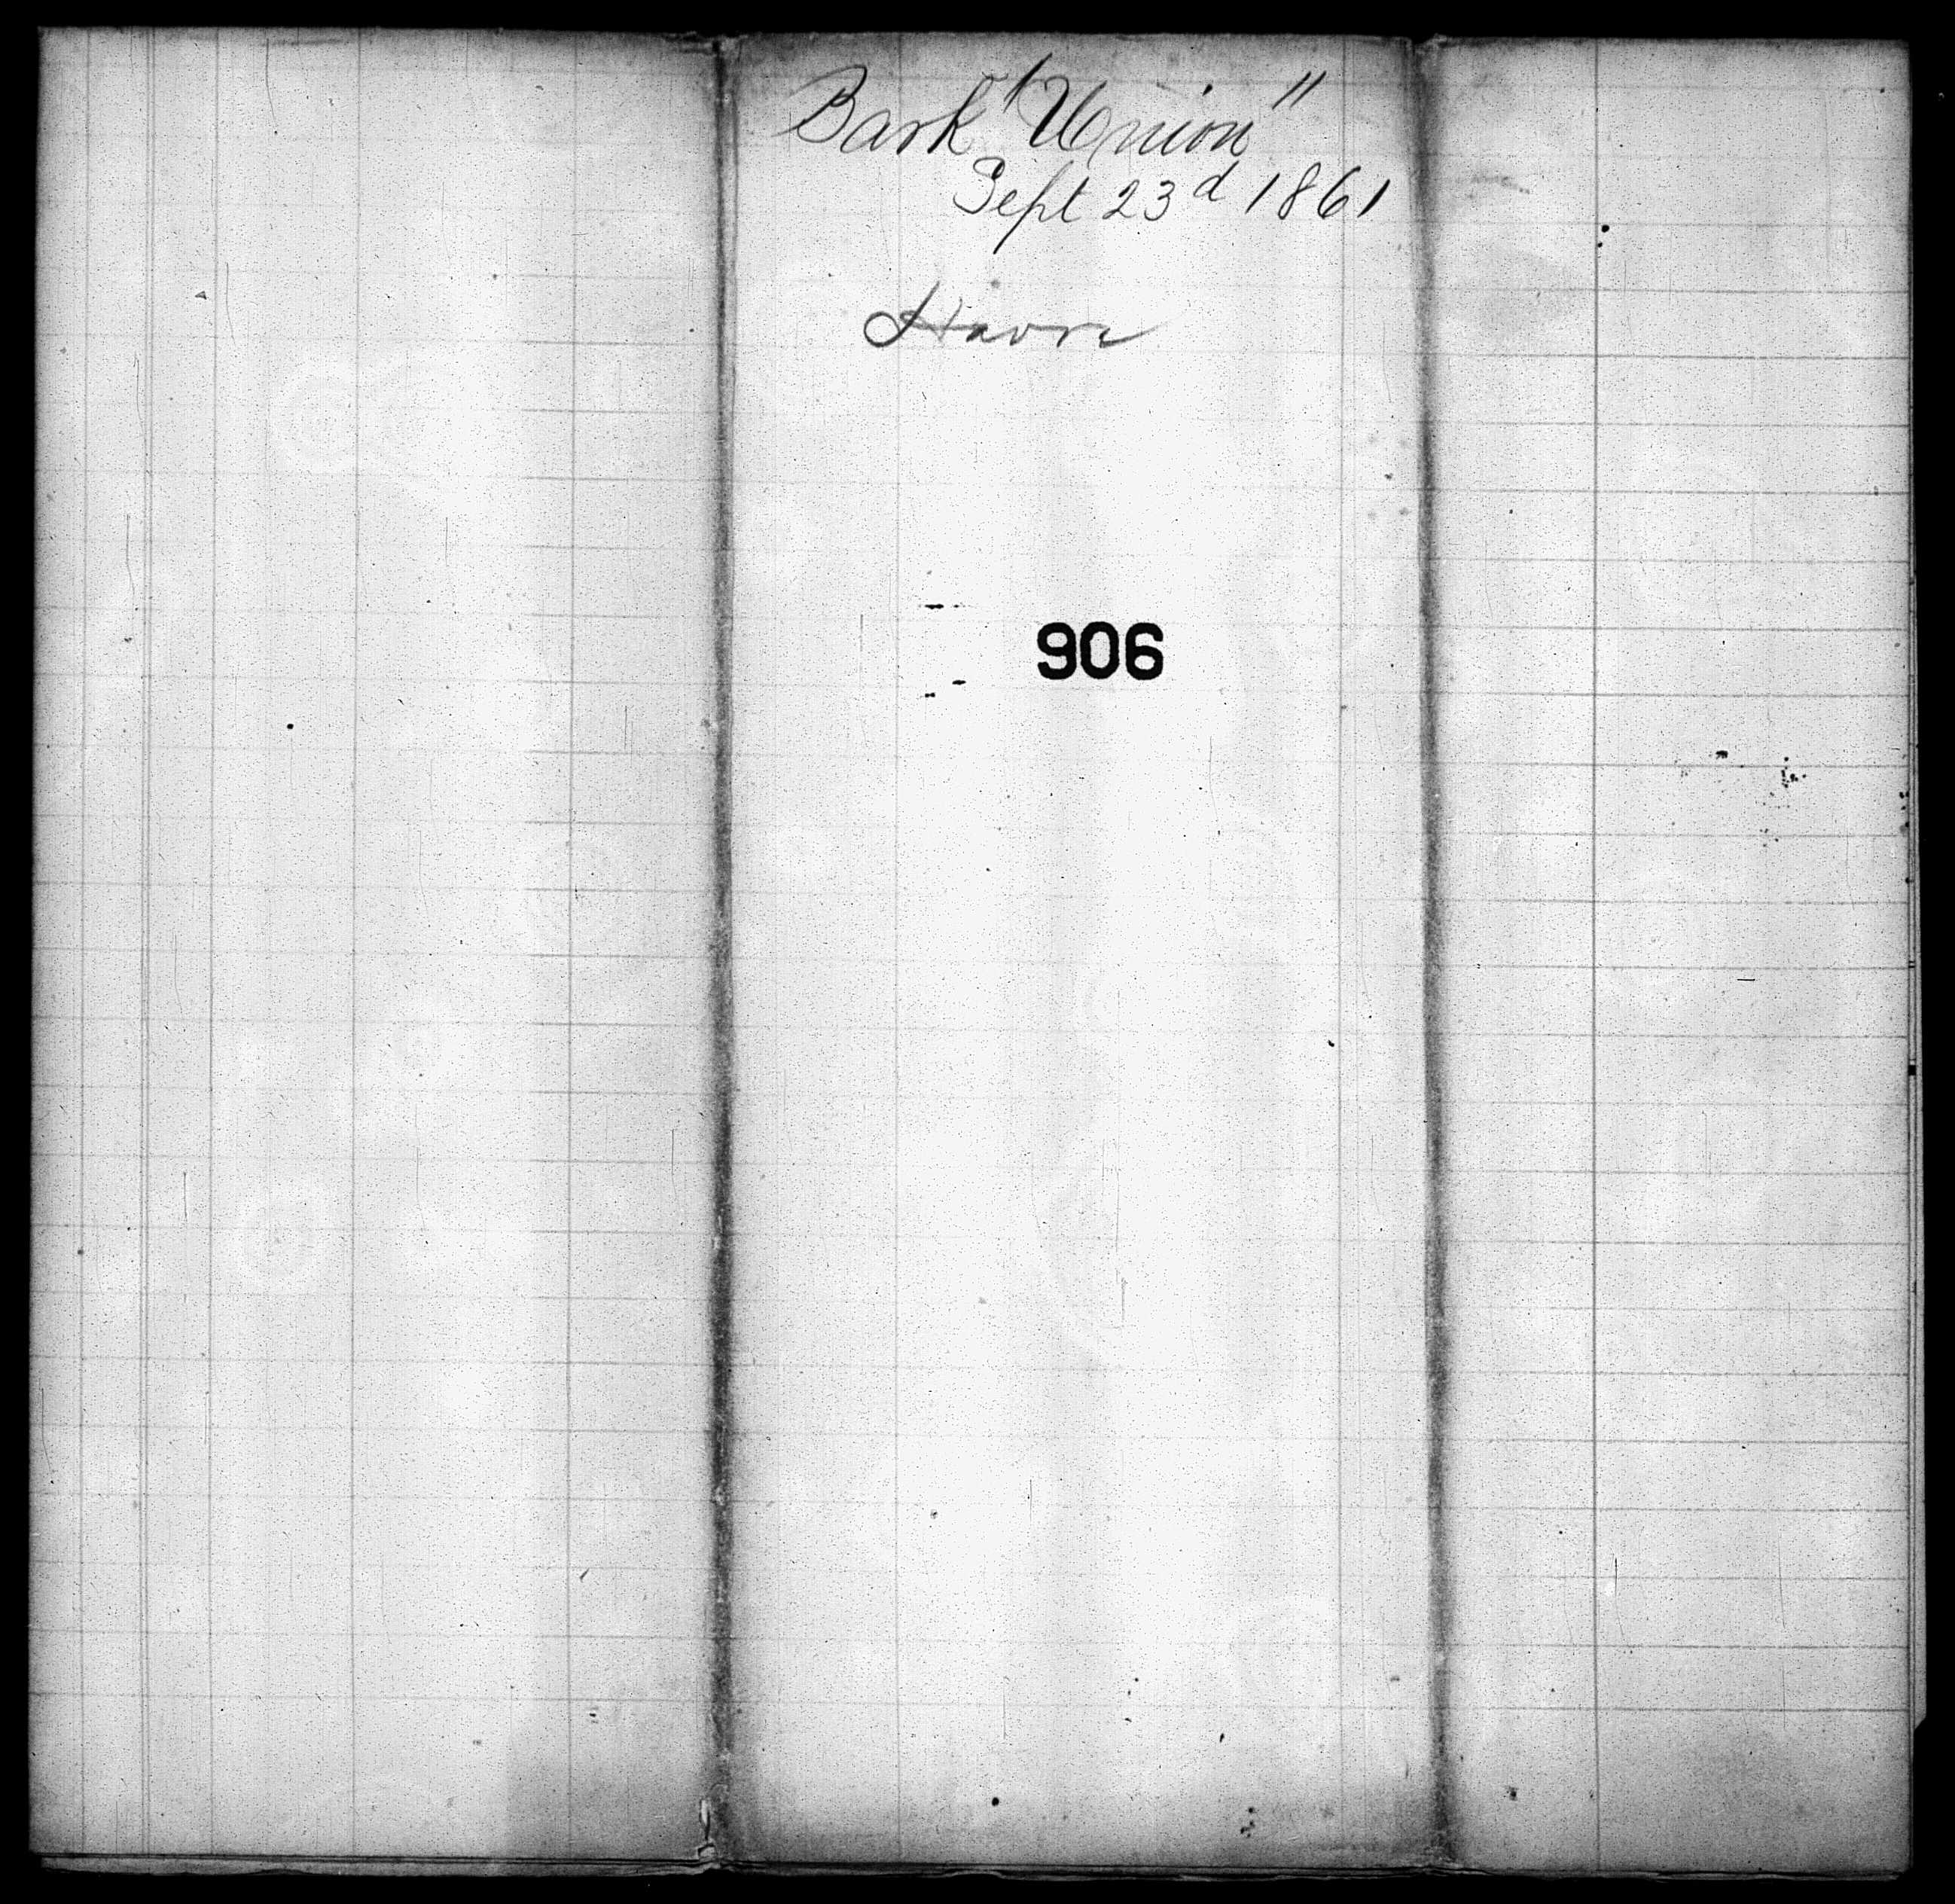 Bark "Union"
Sept 23d 1861
Havre
906